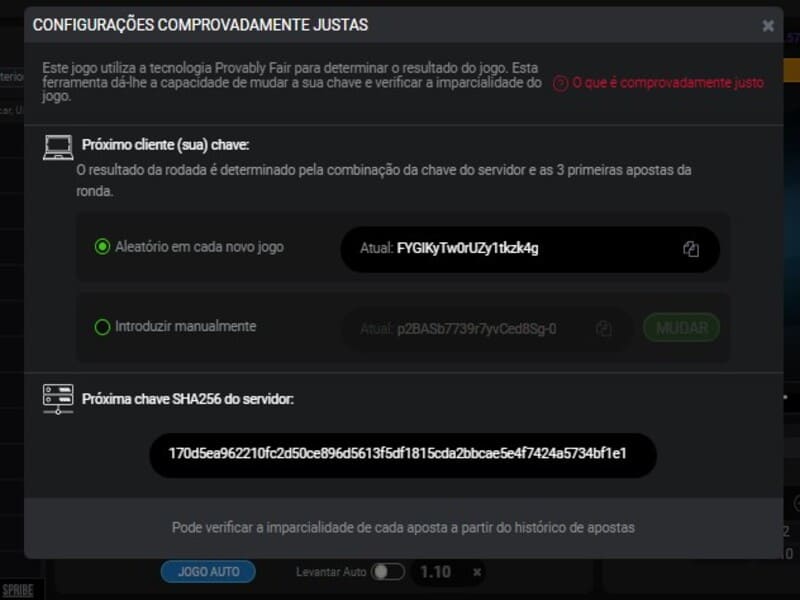 CONFIGURAÇÕES COMPROVADAMENTE JUSTAS
Este jogo utiliza a tecnologia Provably Fair para determinar o resultado do jogo. Esta
ferramenta dá-lhe a capacidade de mudar a sua chave e verificar a imparcialidade do
jogo.
O que é comprovadamente justo
Próximo cliente (sua) chave:
O resultado da rodada é determinado pela combinação da chave do servidor e as 3 primeiras apostas da
ronda.
Aleatório em cada novo jogo
Atual: FYGIKyTw0rUZy1tkzk4g
Introduzir manualmente
Atual: p2BASb7739r7yvCed8Sg-0
MUDAR
Próxima chave SHA256 do servidor:
170d5ea962210fc2d50ce896d5613f5df1815cda2bbcae5e4f7424a5734bf1e1
Pode verificar a imparcialidade de cada aposta a partir do histórico de apostas
JOGO AUTO
Levantar Auto
1.10
SPRIBE